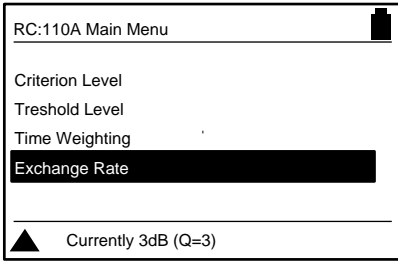 RC:110A Main Menu
Criterion Level
Treshold Level
Time Weighting
Exchange Rate
Currently 3dB (Q=3)